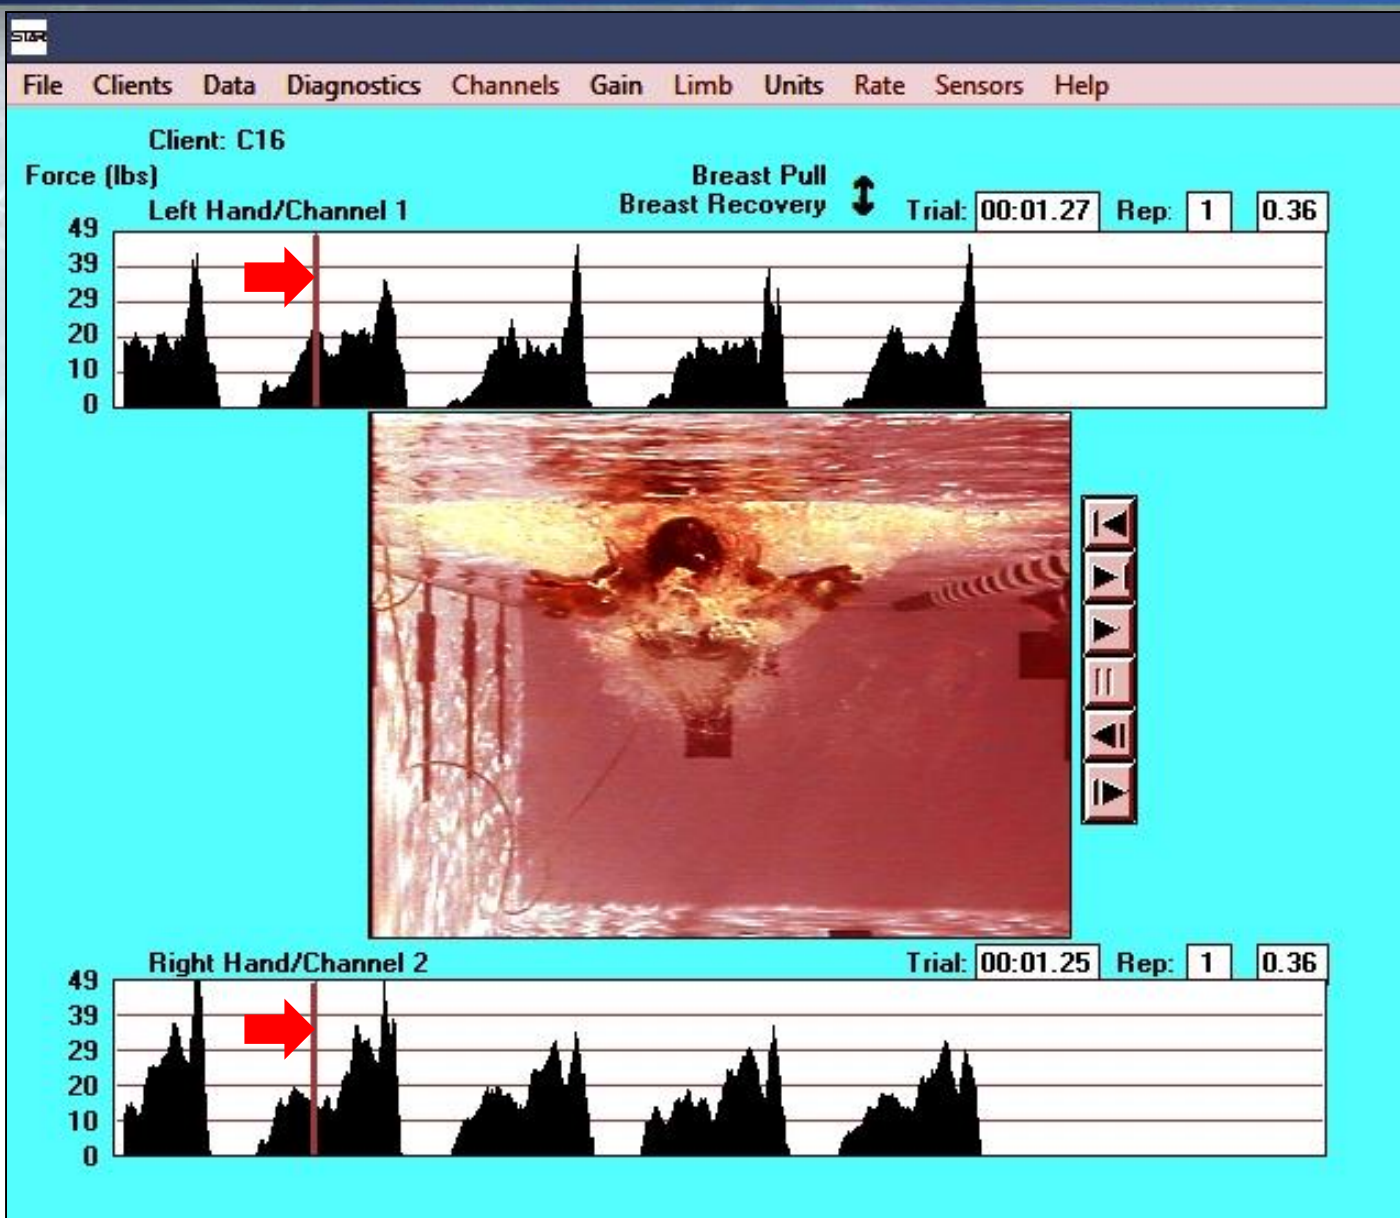 STAR
File Clients Data Diagnostics Channels Gain Limb Units Rate Sensors Help
Client: C16
Force (lbs)
Breast Pull
Breast Recovery
Left Hand/Channel 1
Trial: 00:01.27 Rep: 1 0.36
49
39
29
20
10
0
Right Hand/Channel 2
Trial: 00:01.25 Rep: 1 0.36
49
39
29
20
10
0